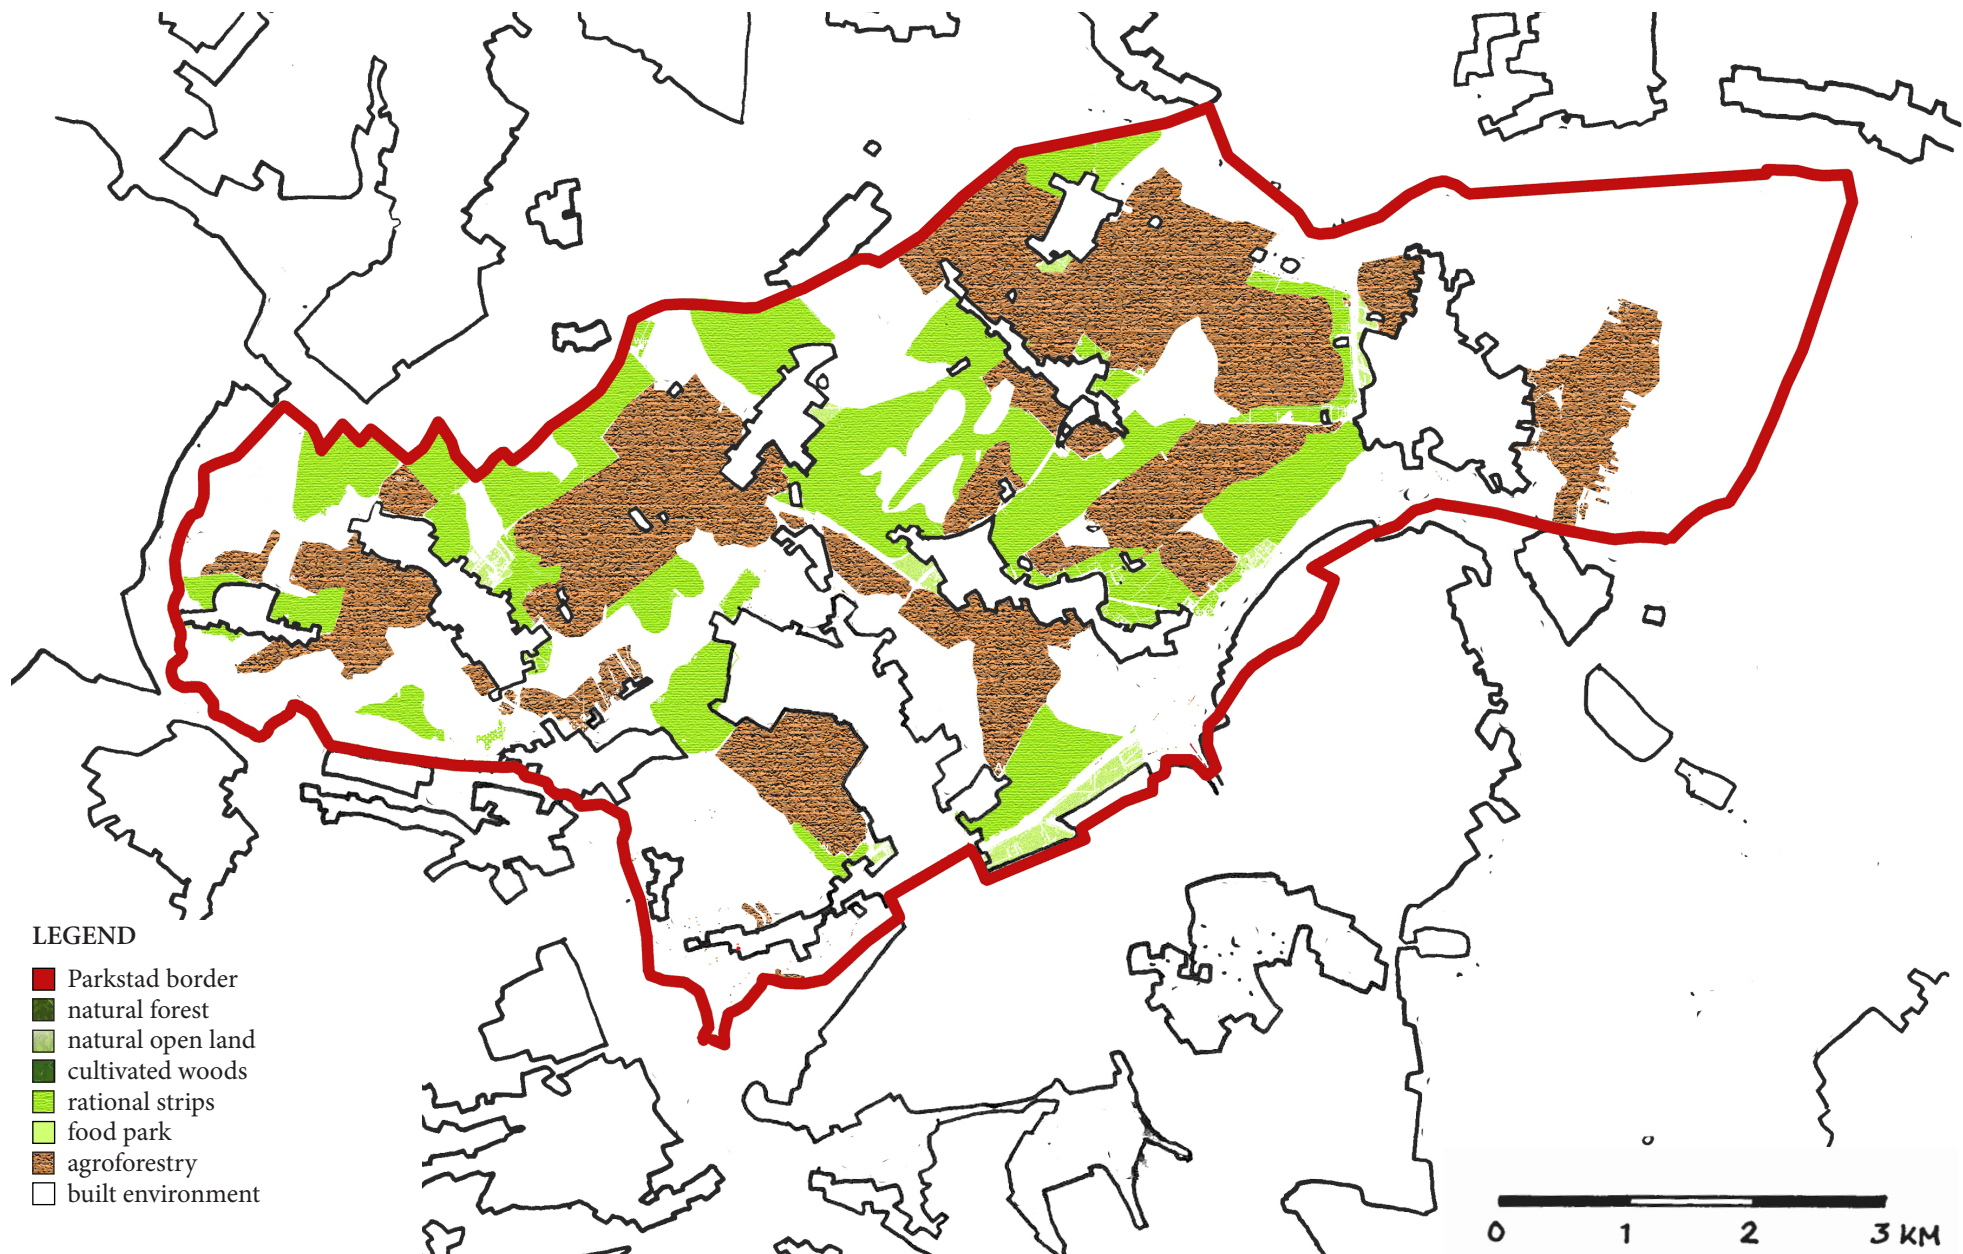 LEGEND
Parkstad border
natural forest
natural open land
cultivated woods
rational strips
food park
agroforestry
built environment
0 1 2 3 KM